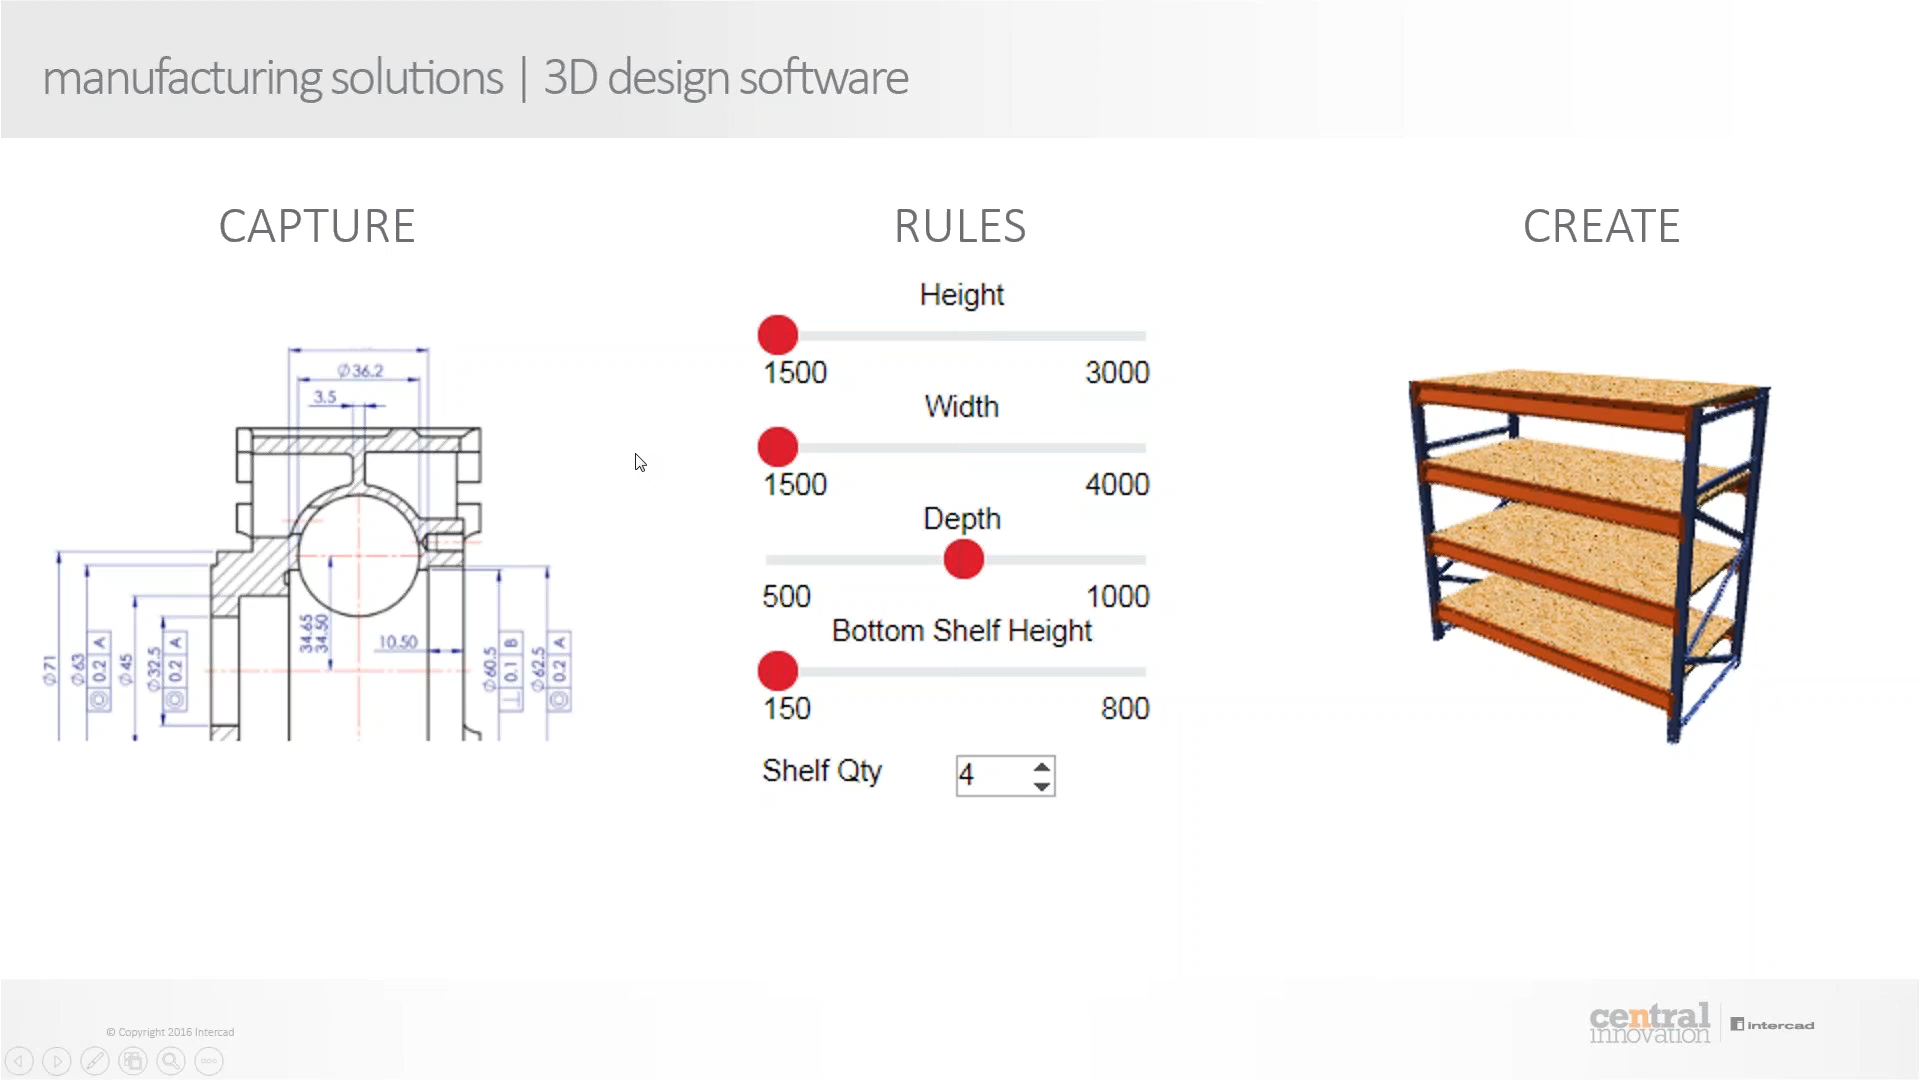 manufacturing solutions | 3D design software
CAPTURE
RULES
CREATE
Ø36.2
3.5
34.65
34.50
10.50
Ø71
Ø63
0.2 A
Ø45
Ø32.5
0.2 A
Ø60.5
⊥ 0.1 B
Ø62.5
0.2 A
Height
1500 3000
Width
1500 4000
Depth
500 1000
Bottom Shelf Height
150 800
Shelf Qty 4
© Copyright 2016 Intercad
central
innovation
intercad